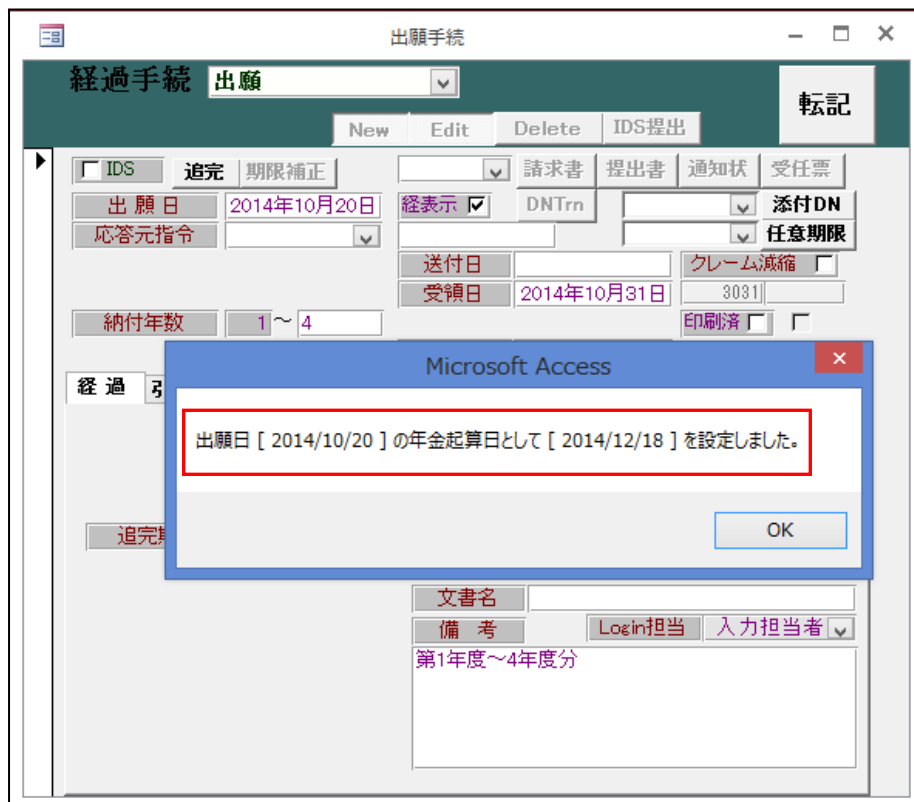 出願手続
経過手続 出願
転記
New Edit Delete IDS提出
IDS 追完 期限補正 請求書 提出書 通知状 受任票
出願日 2014年10月20日 経表示 DNTrn 添付DN
応答元指令 任意期限
送付日 クレーム減縮
受領日 2014年10月31日 3031
納付年数 1 ~ 4 印刷済
Microsoft Access
経過
出願日 [ 2014/10/20 ] の年金起算日として [ 2014/12/18 ] を設定しました。
OK
追完
文書名
備考 Login担当 入力担当者
第1年度~4年度分